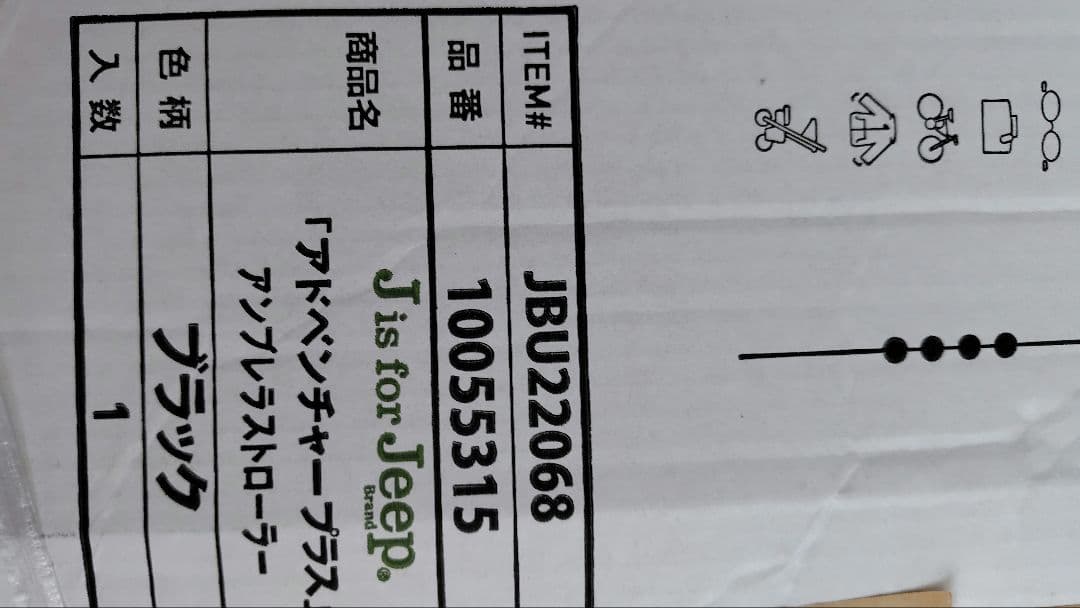 ITEM# JBU22068
品番 10055315
商品名 J is for Jeep®
Brand
「アドベンチャープラス」
アンブレラストローラー
色柄 ブラック
入数 1